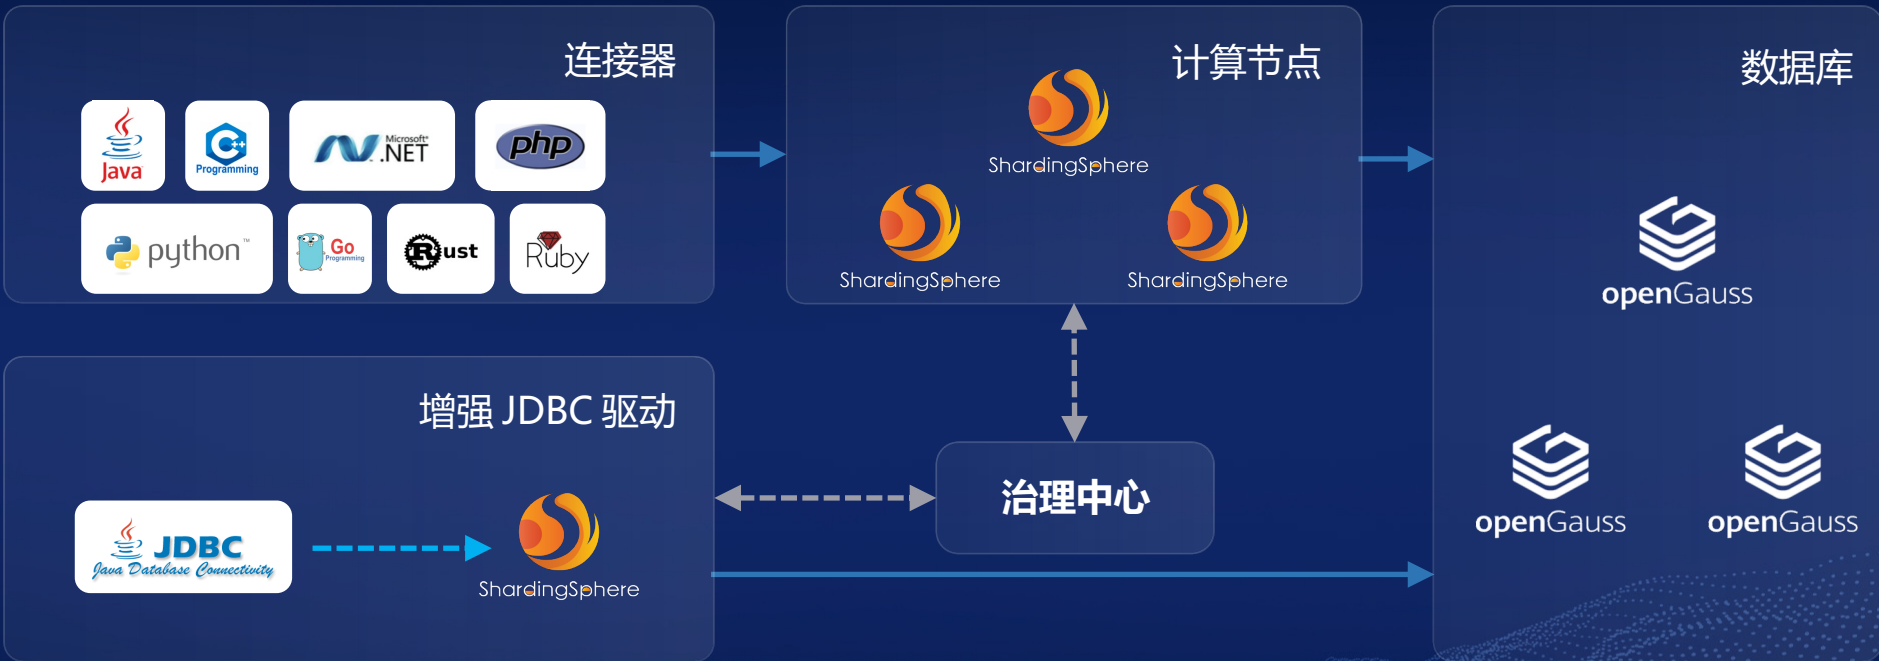 连接器
Java
C++
Programming
Microsoft®
.NET
php
python™
Go
Programming
Rust
Ruby
计算节点
ShardingSphere
ShardingSphere
ShardingSphere
数据库
openGauss
openGauss
openGauss
增强 JDBC 驱动
JDBC
Java Database Connectivity
ShardingSphere
治理中心